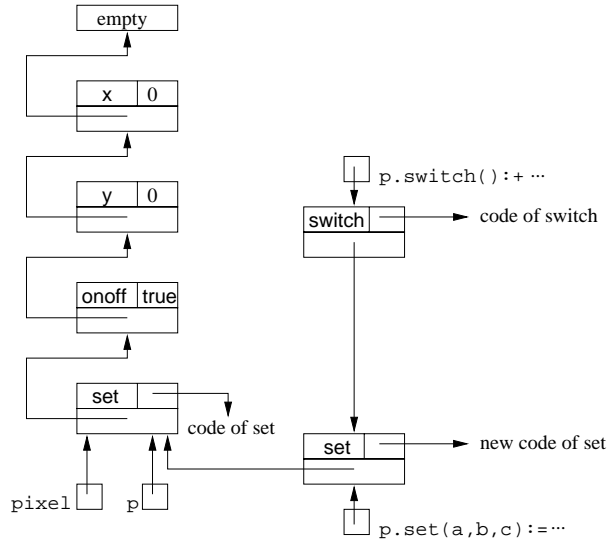 empty
x 0
y 0
p.switch():+ ···
switch
code of switch
onoff true
set
code of set
set
new code of set
pixel
p
p.set(a,b,c):=···